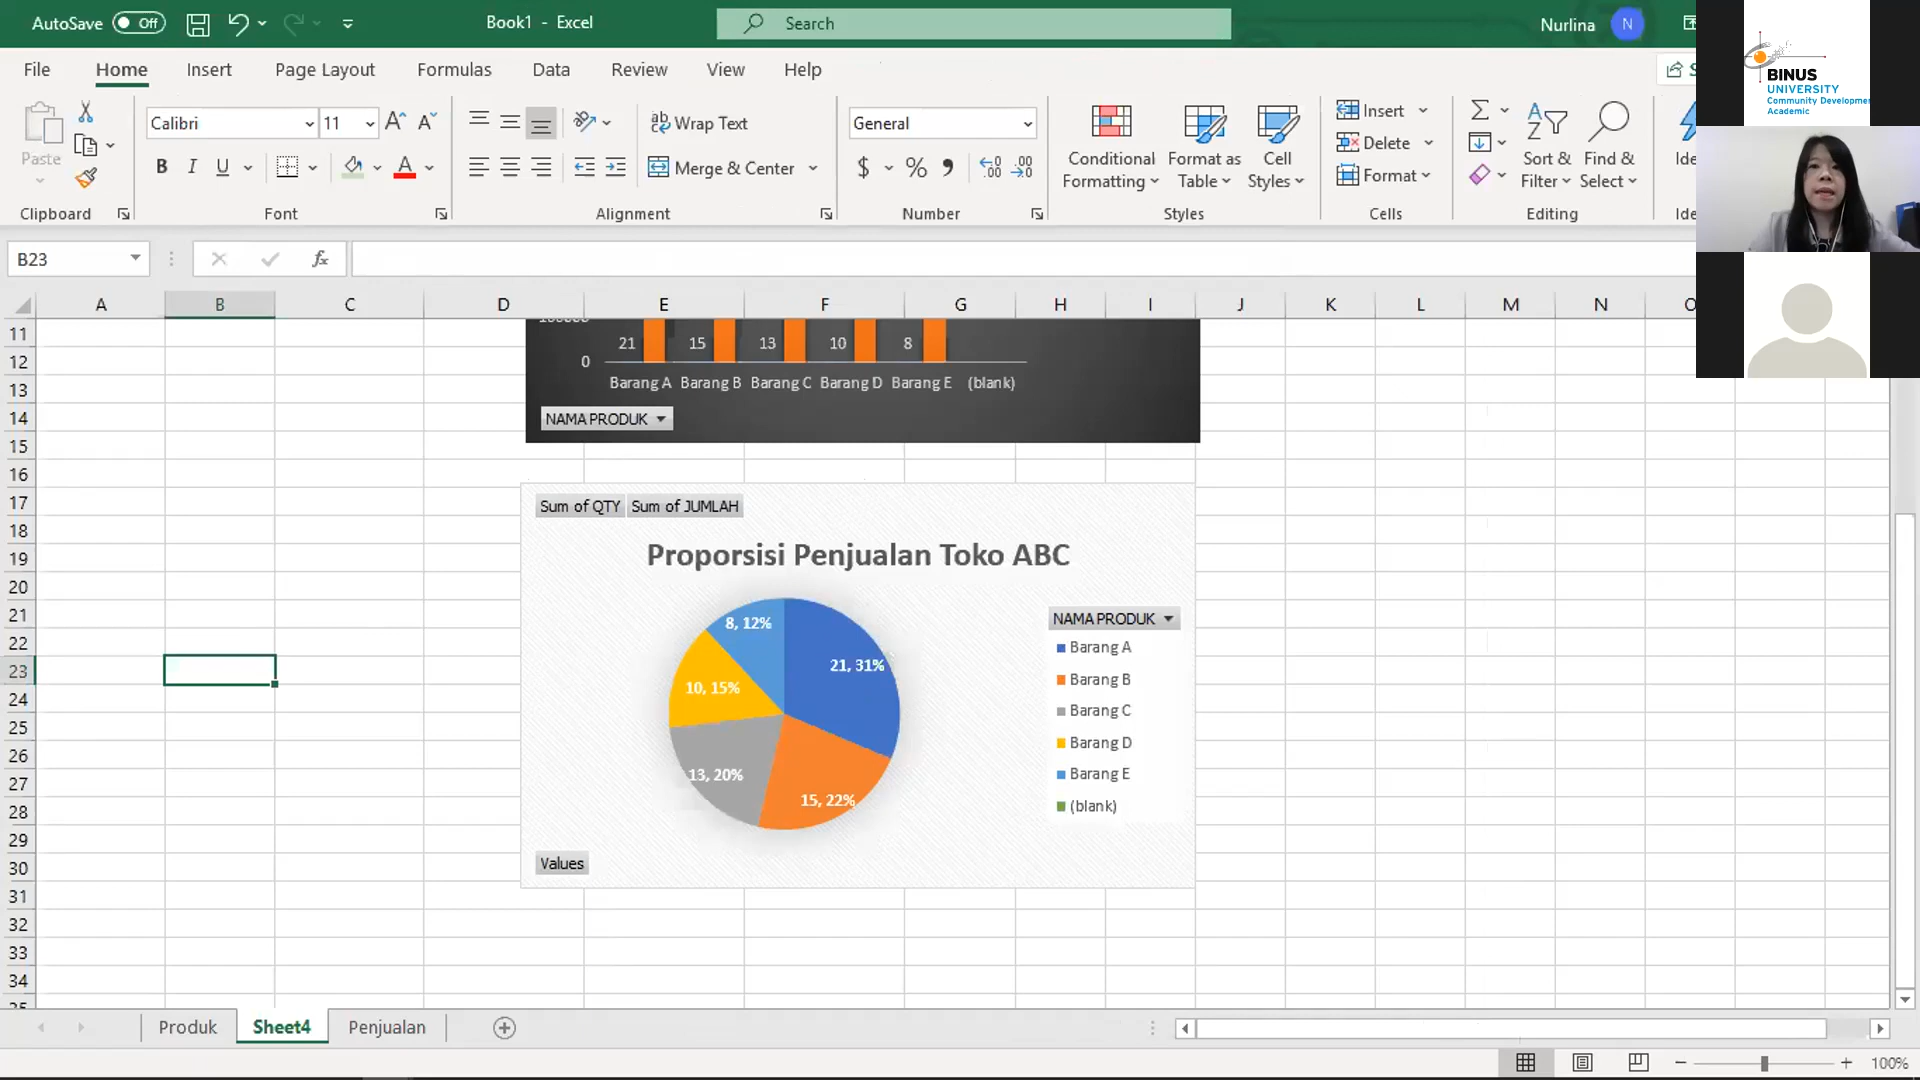 AutoSave Off Book1 - Excel Search Nurlina N
File Home Insert Page Layout Formulas Data Review View Help S
Paste Calibri 11 B I U A Wrap Text Merge & Center General $ % Conditional Formatting Format as Table Cell Styles Insert Delete Format Sort & Filter Find & Select Ide
Clipboard Font Alignment Number Styles Cells Editing Ide
BINUS
UNIVERSITY
Community Developme
Academic
B23 fx
A B C D E F G H I J K L M N O
11
12
13
14
15
16
17
18
19
20
21
22
23
24
25
26
27
28
29
30
31
32
33
34
21 15 13 10 8
0
Barang A Barang B Barang C Barang D Barang E (blank)
NAMA PRODUK
Sum of QTY Sum of JUMLAH
Proporsisi Penjualan Toko ABC
8, 12%
21, 31%
10, 15%
13, 20%
15, 22%
NAMA PRODUK
Barang A
Barang B
Barang C
Barang D
Barang E
(blank)
Values
Produk Sheet4 Penjualan
100%